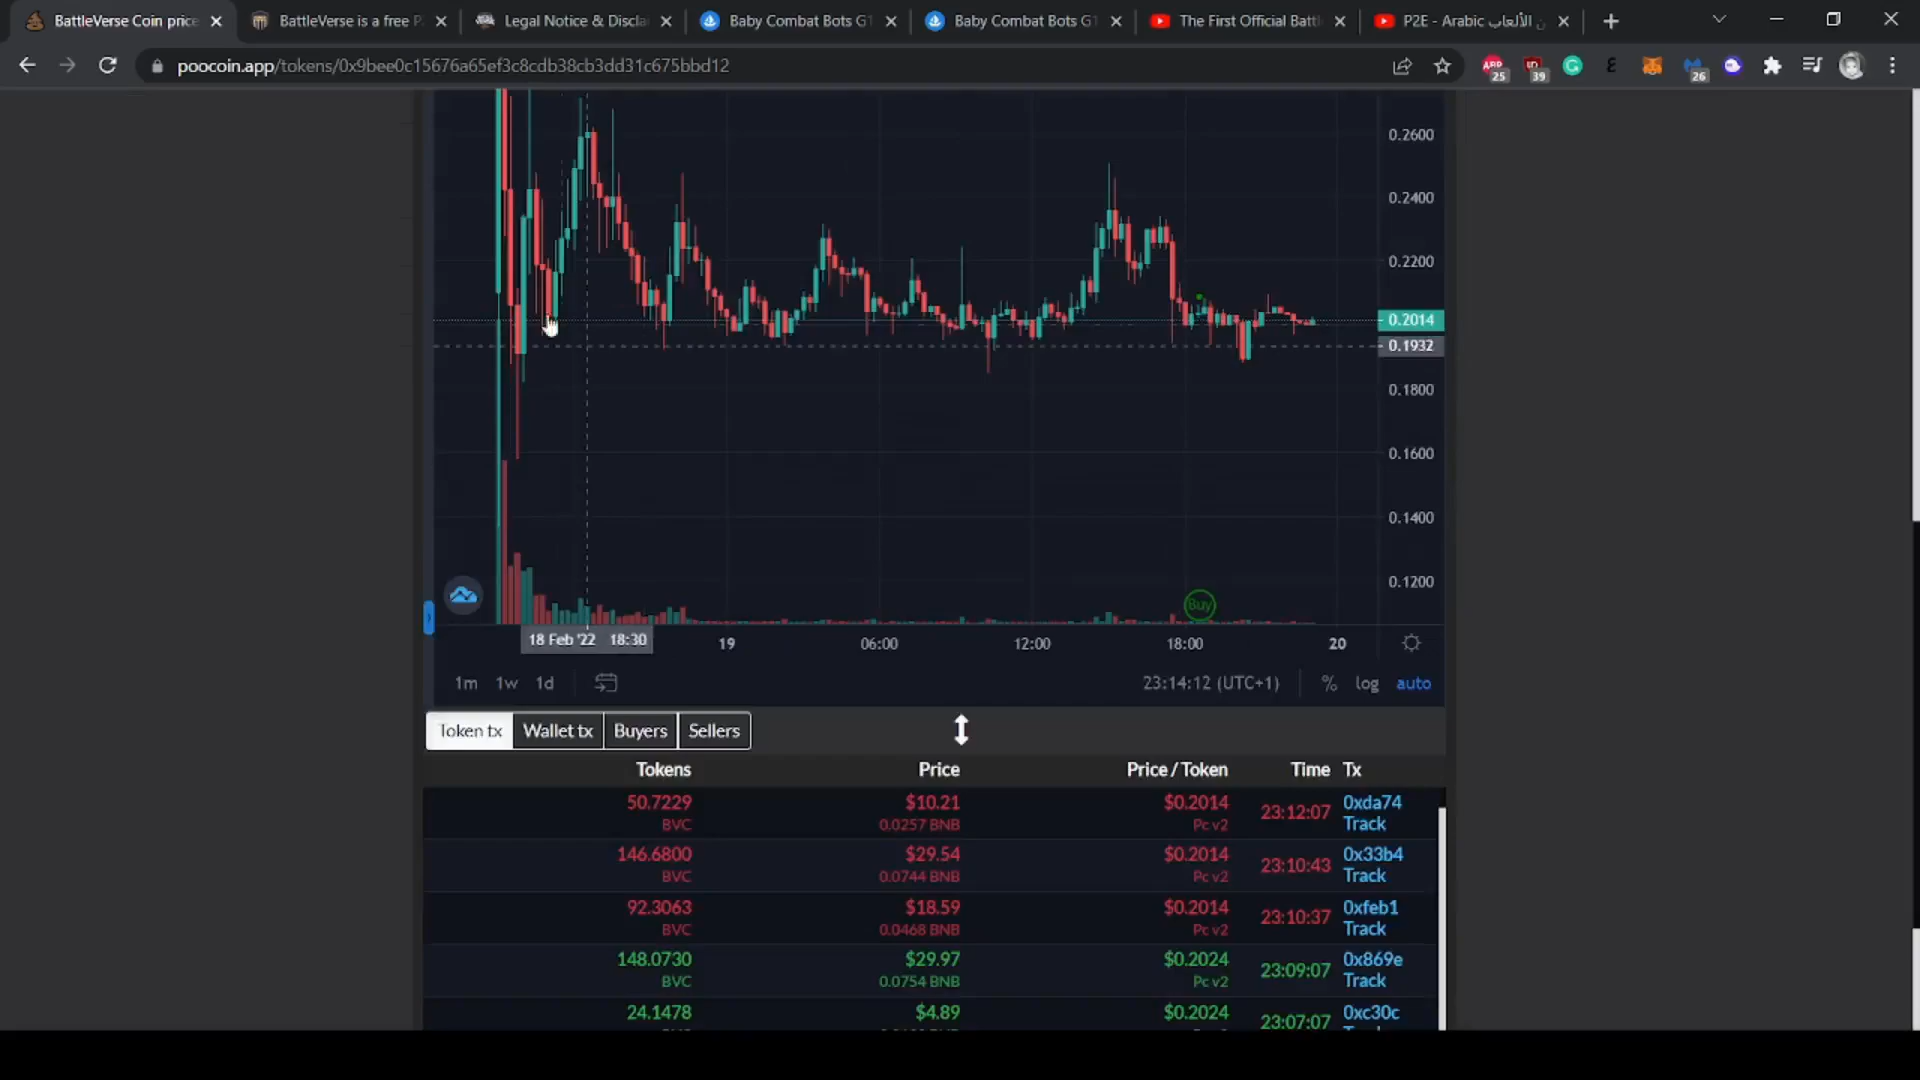 BattleVerse Coin price
BattleVerse is a free P
Legal Notice & Discla
Baby Combat Bots G1
Baby Combat Bots G1
The First Official Battl
P2E - Arabic الألعاب
poocoin.app/tokens/0x9bee0c15676a65ef3c8cdb38cb3dd31c675bbd12
25
39
26
0.2600
0.2400
0.2200
0.2014
0.1932
0.1800
0.1600
0.1400
0.1200
Buy
18 Feb '22 18:30
19
06:00
12:00
18:00
20
1m 1w 1d
23:14:12 (UTC+1)
% log auto
Token tx Wallet tx Buyers Sellers
Tokens Price Price / Token Time Tx
50.7229 $10.21 $0.2014 23:12:07 0xda74
BVC 0.0257 BNB Pc v2 Track
146.6800 $29.54 $0.2014 23:10:43 0x33b4
BVC 0.0744 BNB Pc v2 Track
92.3063 $18.59 $0.2014 23:10:37 0xfeb1
BVC 0.0468 BNB Pc v2 Track
148.0730 $29.97 $0.2024 23:09:07 0x869e
BVC 0.0754 BNB Pc v2 Track
24.1478 $4.89 $0.2024 23:07:07 0xc30c